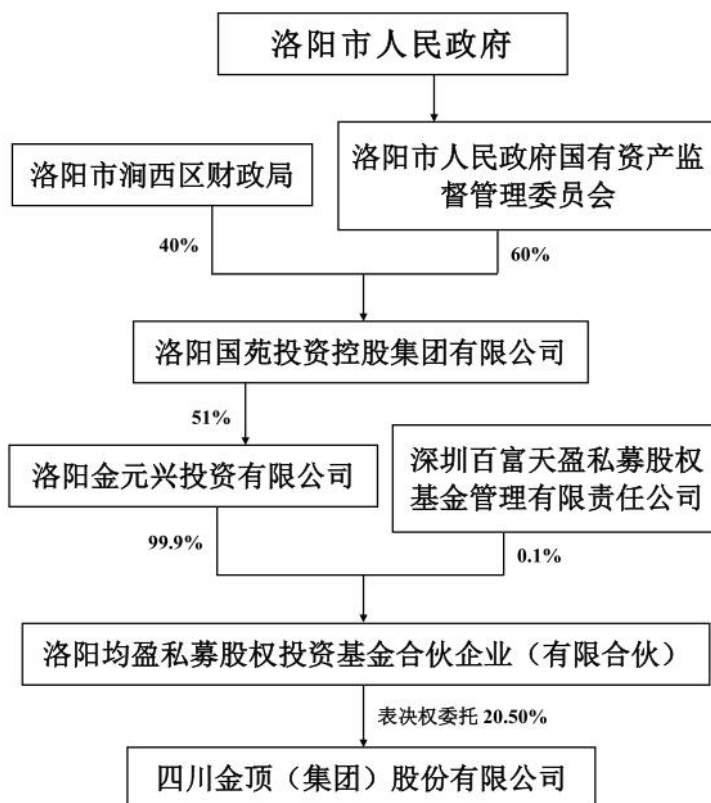 洛阳市人民政府
洛阳市涧西区财政局
洛阳市人民政府国有资产监
督管理委员会
40%
60%
洛阳国苑投资控股集团有限公司
51%
洛阳金元兴投资有限公司
深圳百富天盈私募股权
基金管理有限责任公司
99.9%
0.1%
洛阳均盈私募股权投资基金合伙企业（有限合伙）
表决权委托 20.50%
四川金顶（集团）股份有限公司